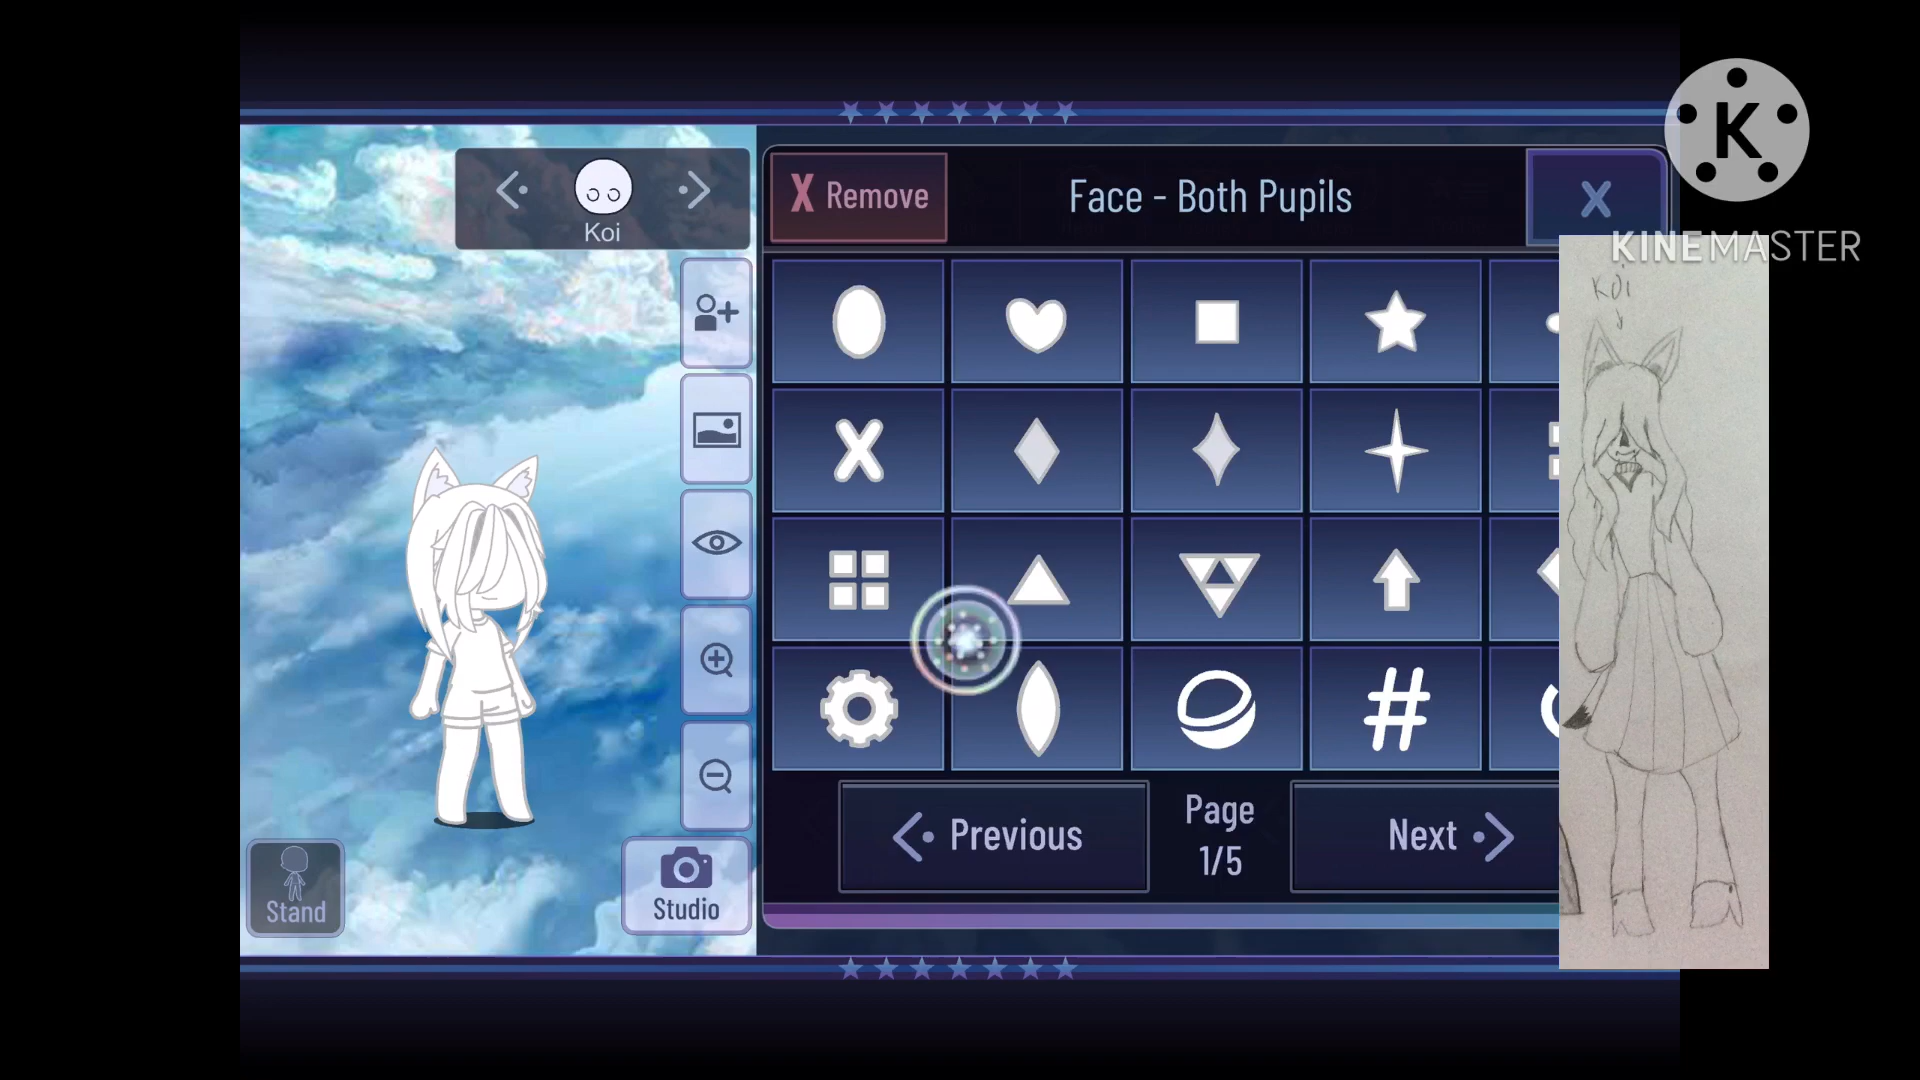 Koi
X Remove
Face - Both Pupils
X
K
KINEMASTER
Koi
Previous
Page
1/5
Next
Stand
Studio